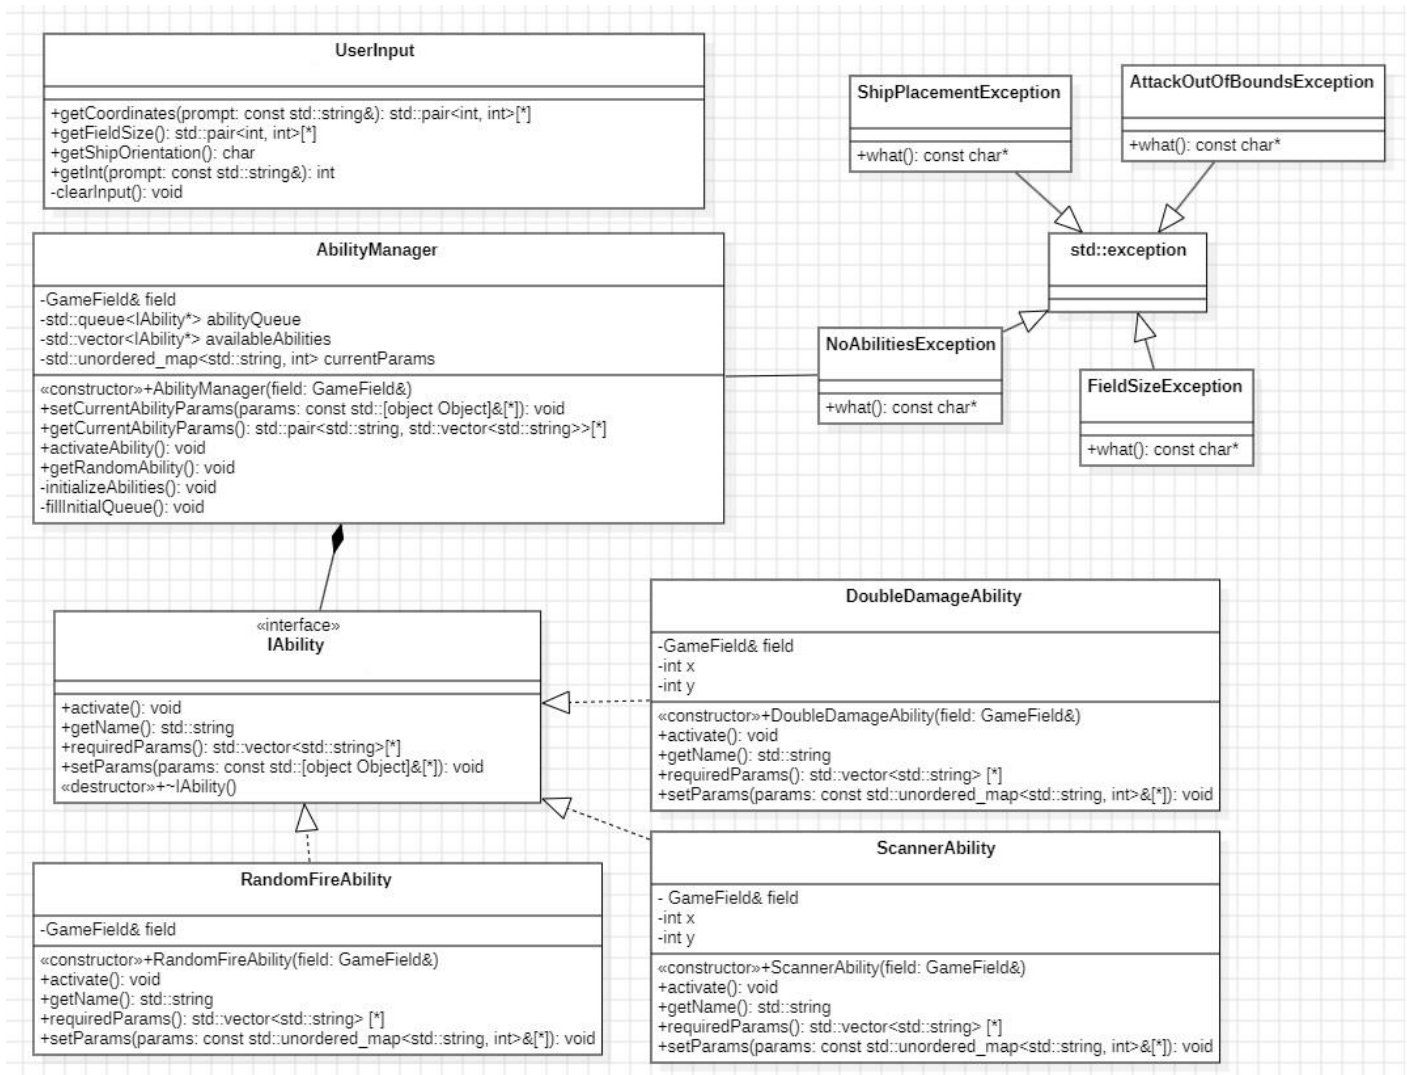 UserInput
+getCoordinates(prompt: const std::string&): std::pair<int, int>[*]
+getFieldSize(): std::pair<int, int>[*]
+getShipOrientation(): char
+getInt(prompt: const std::string&): int
-clearInput(): void
ShipPlacementException
+what(): const char*
AttackOutOfBoundsException
+what(): const char*
std::exception
AbilityManager
-GameField& field
-std::queue<IAbility*> abilityQueue
-std::vector<IAbility*> availableAbilities
-std::unordered_map<std::string, int> currentParams
«constructor»+AbilityManager(field: GameField&)
+setCurrentAbilityParams(params: const std::[object Object]&[*]): void
+getCurrentAbilityParams(): std::pair<std::string, std::vector<std::string>>[*]
+activateAbility(): void
+getRandomAbility(): void
-initializeAbilities(): void
-fillInitialQueue(): void
NoAbilitiesException
+what(): const char*
FieldSizeException
+what(): const char*
«interface»
IAbility
+activate(): void
+getName(): std::string
+requiredParams(): std::vector<std::string>[*]
+setParams(params: const std::[object Object]&[*]): void
«destructor»+~IAbility()
DoubleDamageAbility
-GameField& field
-int x
-int y
«constructor»+DoubleDamageAbility(field: GameField&)
+activate(): void
+getName(): std::string
+requiredParams(): std::vector<std::string> [*]
+setParams(params: const std::unordered_map<std::string, int>&[*]): void
RandomFireAbility
-GameField& field
«constructor»+RandomFireAbility(field: GameField&)
+activate(): void
+getName(): std::string
+requiredParams(): std::vector<std::string> [*]
+setParams(params: const std::unordered_map<std::string, int>&[*]): void
ScannerAbility
- GameField& field
-int x
-int y
«constructor»+ScannerAbility(field: GameField&)
+activate(): void
+getName(): std::string
+requiredParams(): std::vector<std::string> [*]
+setParams(params: const std::unordered_map<std::string, int>&[*]): void